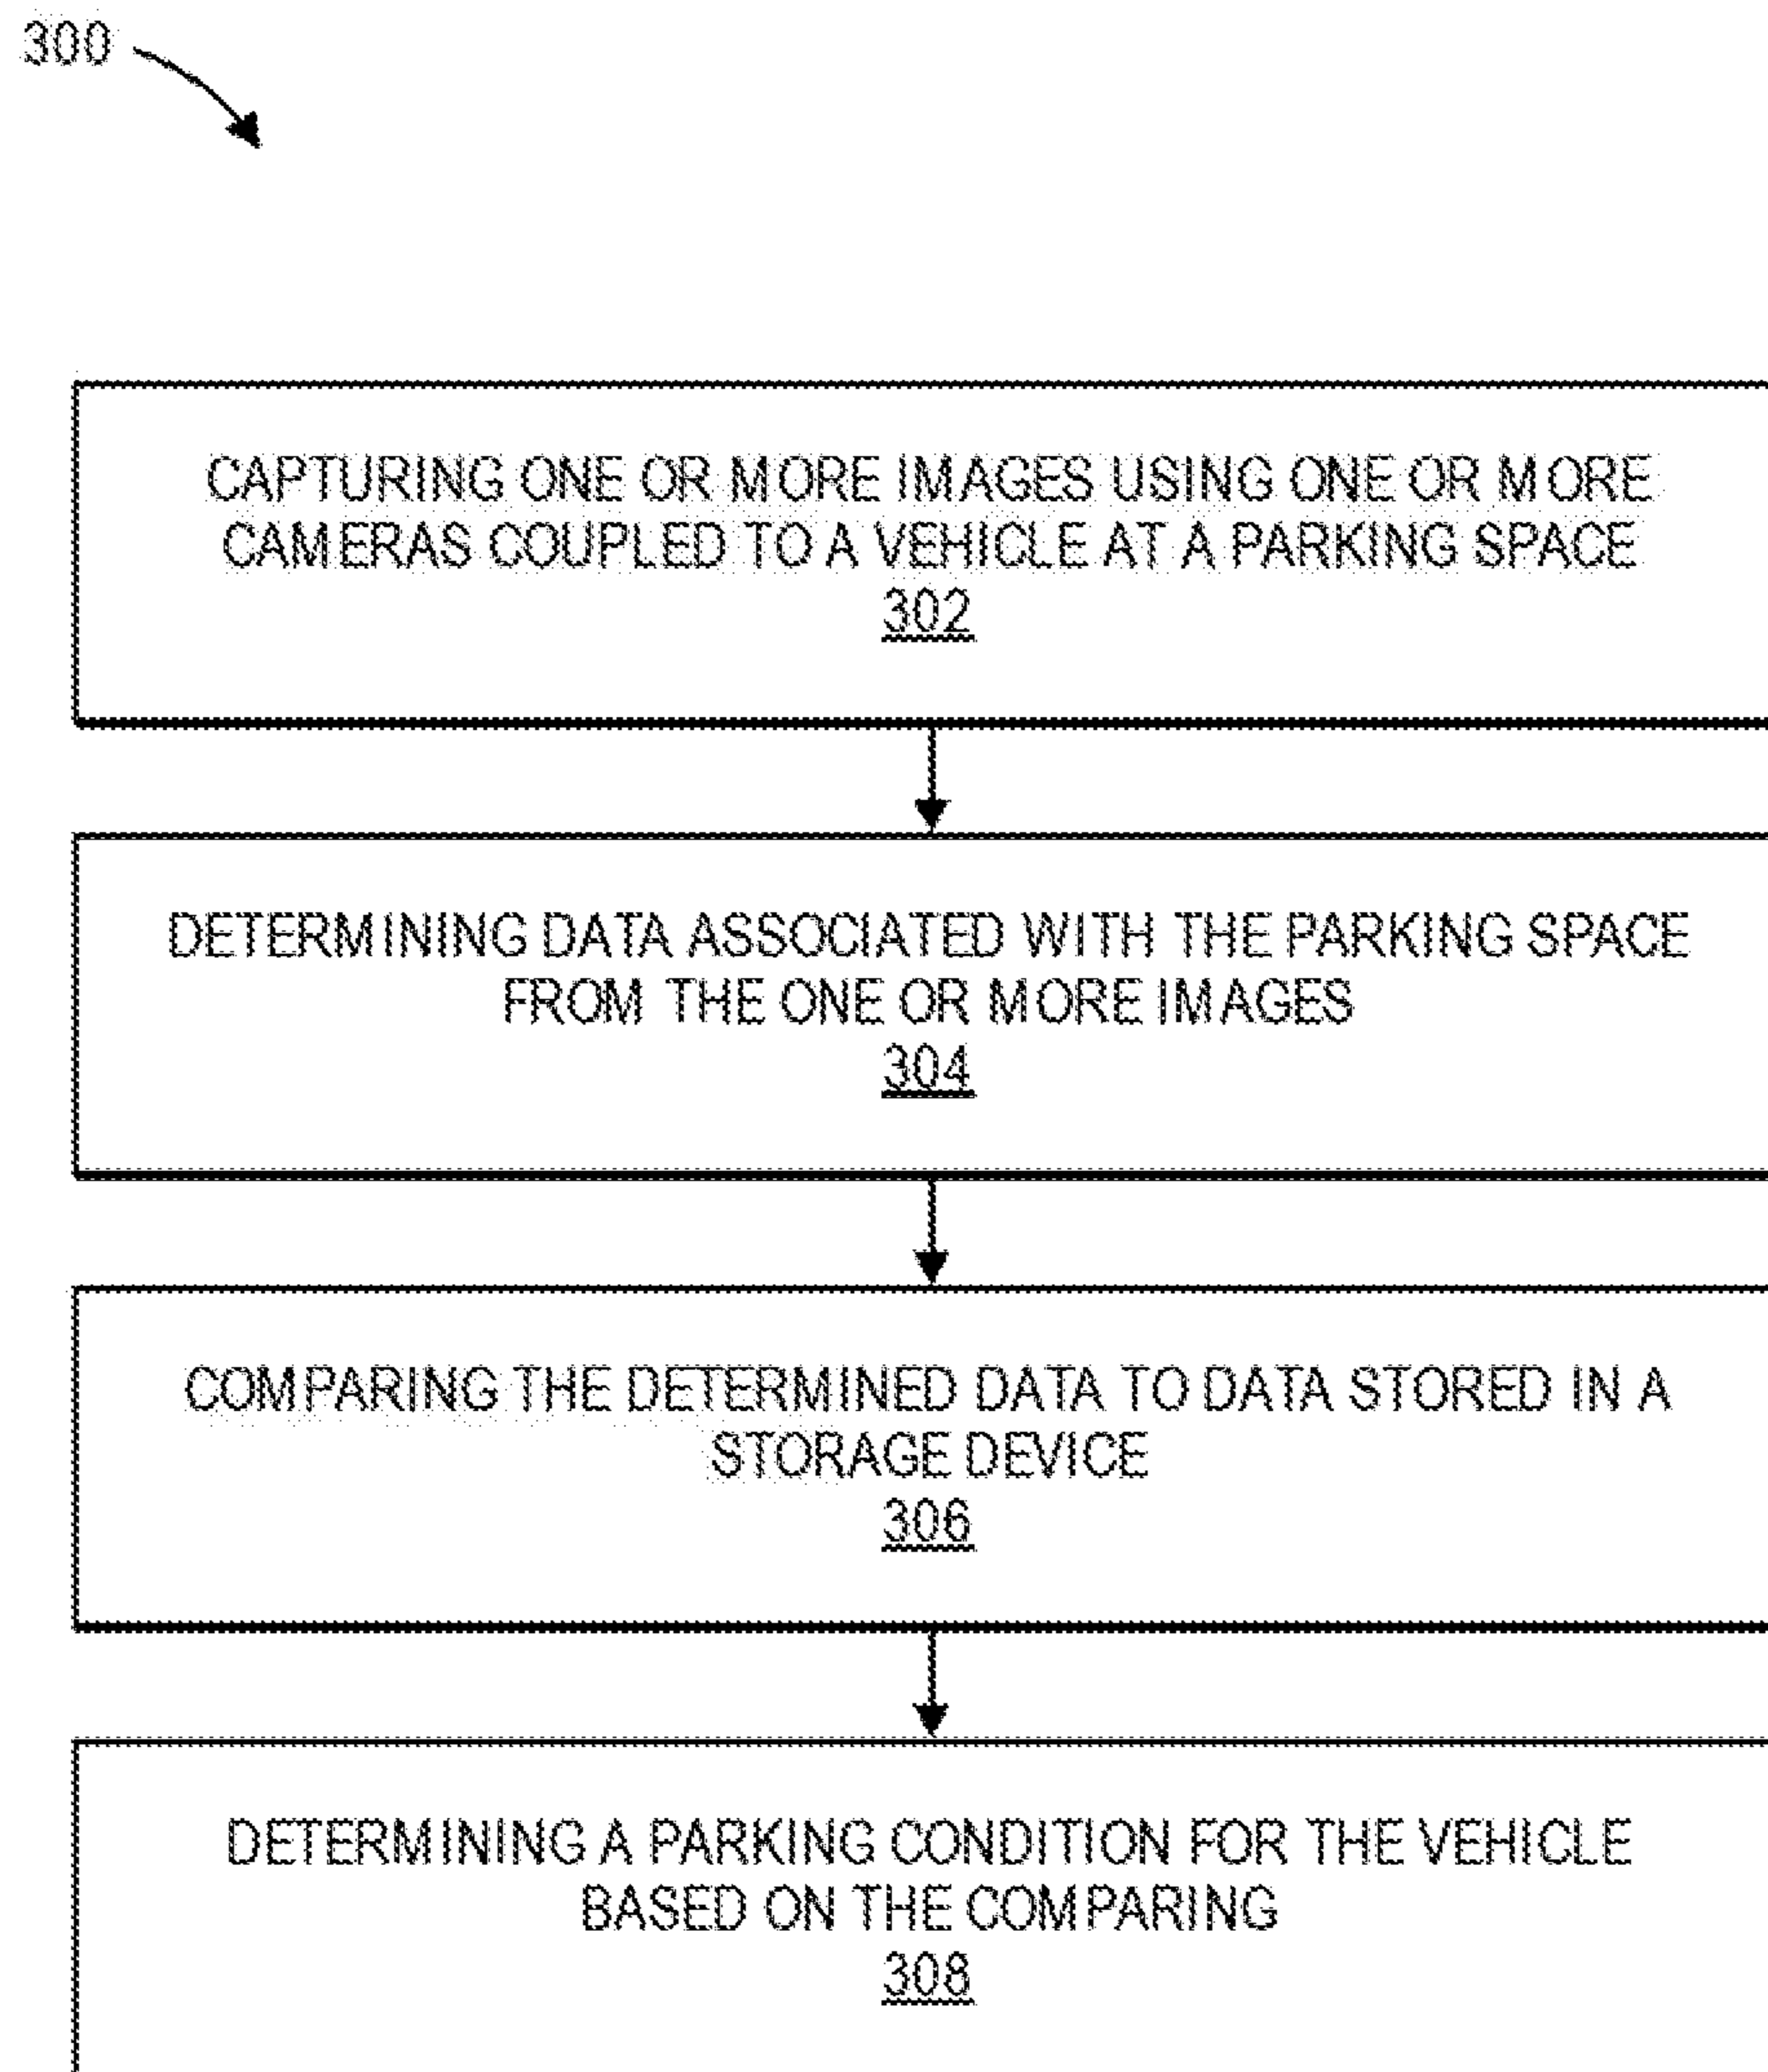 300
CAPTURING ONE OR MORE IMAGES USING ONE OR MORE
CAMERAS COUPLED TO A VEHICLE AT A PARKING SPACE
302
DETERMINING DATA ASSOCIATED WITH THE PARKING SPACE
FROM THE ONE OR MORE IMAGES
304
COMPARING THE DETERMINED DATA TO DATA STORED IN A
STORAGE DEVICE
306
DETERMINING A PARKING CONDITION FOR THE VEHICLE
BASED ON THE COMPARING
308